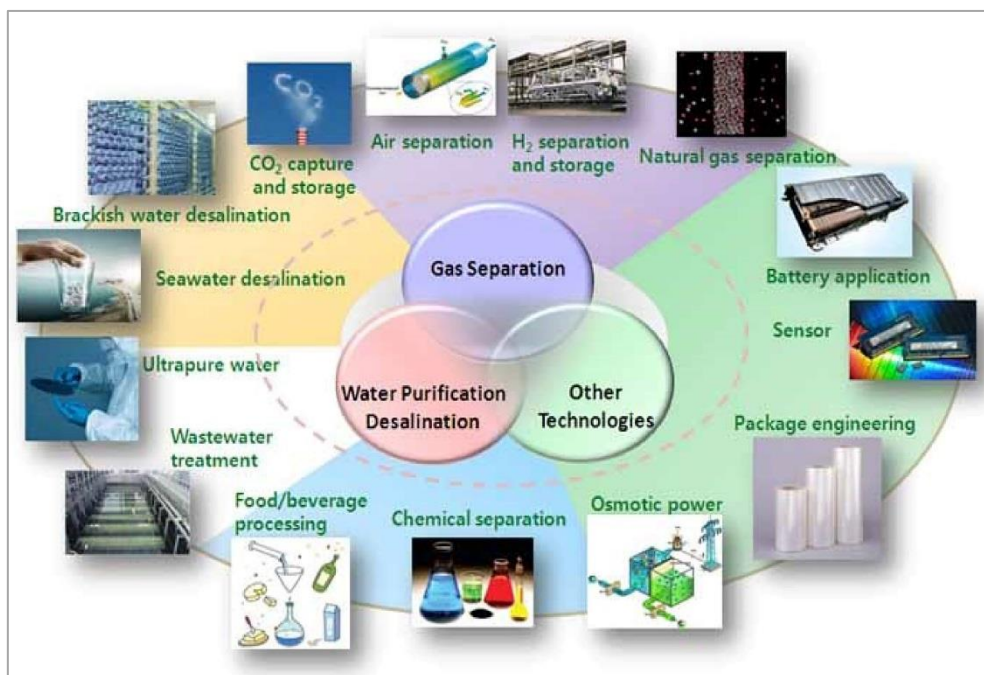 Air separation
H₂ separation
and storage
Natural gas separation
CO₂ capture
and storage
CO₂
Brackish water desalination
Gas Separation
Battery application
Seawater desalination
Sensor
Ultrapure water
Water Purification
Desalination
Other
Technologies
Package engineering
Wastewater
treatment
Food/beverage
processing
Chemical separation
Osmotic power